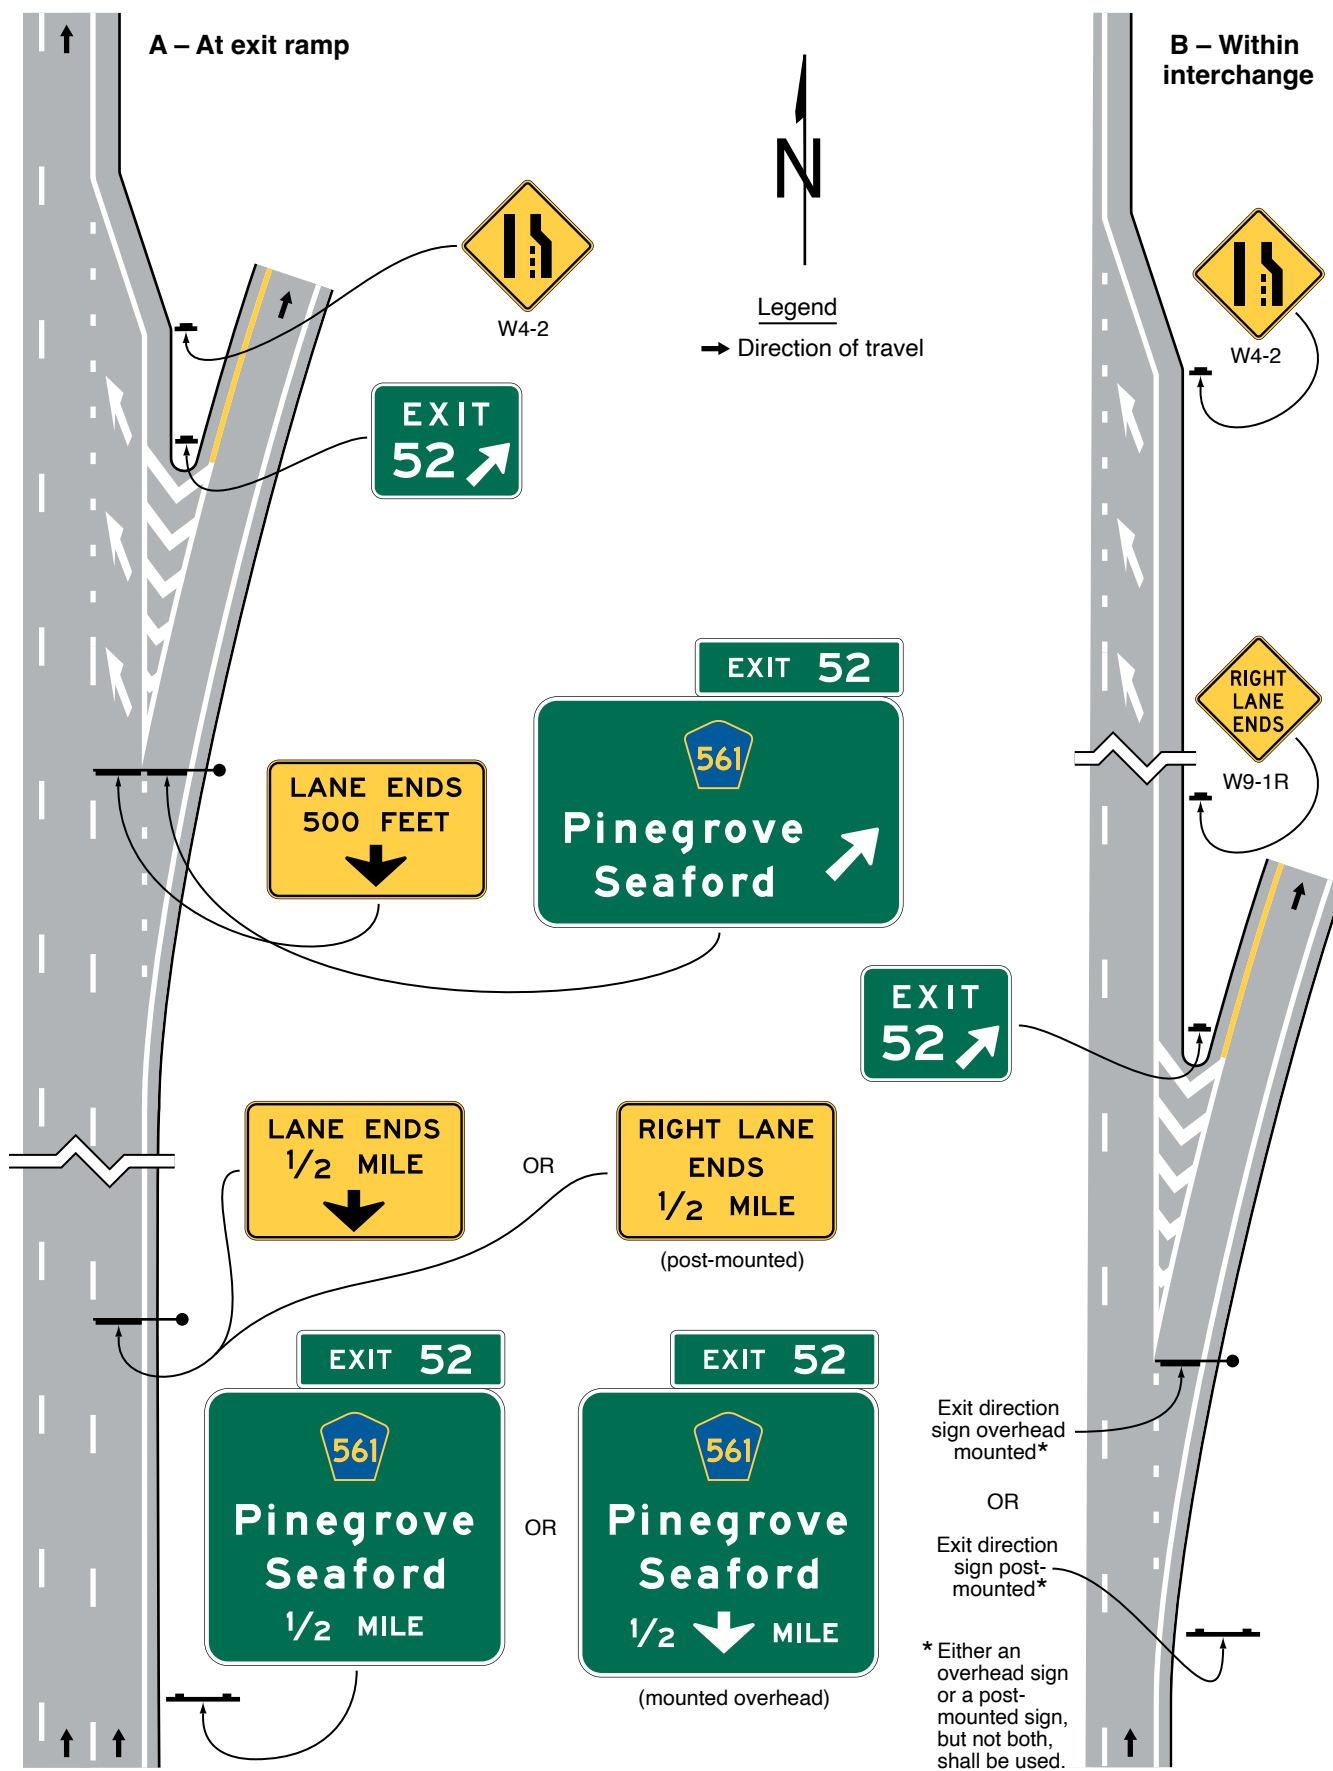 A – At exit ramp
B – Within
interchange
N
Legend
Direction of travel
W4-2
EXIT
52
W4-2
EXIT 52
561
Pinegrove
Seaford
LANE ENDS
500 FEET
RIGHT
LANE
ENDS
W9-1R
EXIT
52
LANE ENDS
1/2 MILE
OR
RIGHT LANE
ENDS
1/2 MILE
(post-mounted)
EXIT 52
561
Pinegrove
Seaford
1/2 MILE
OR
EXIT 52
561
Pinegrove
Seaford
1/2 MILE
(mounted overhead)
Exit direction
sign overhead
mounted*
OR
Exit direction
sign post-
mounted*
* Either an
overhead sign
or a post-
mounted sign,
but not both,
shall be used.